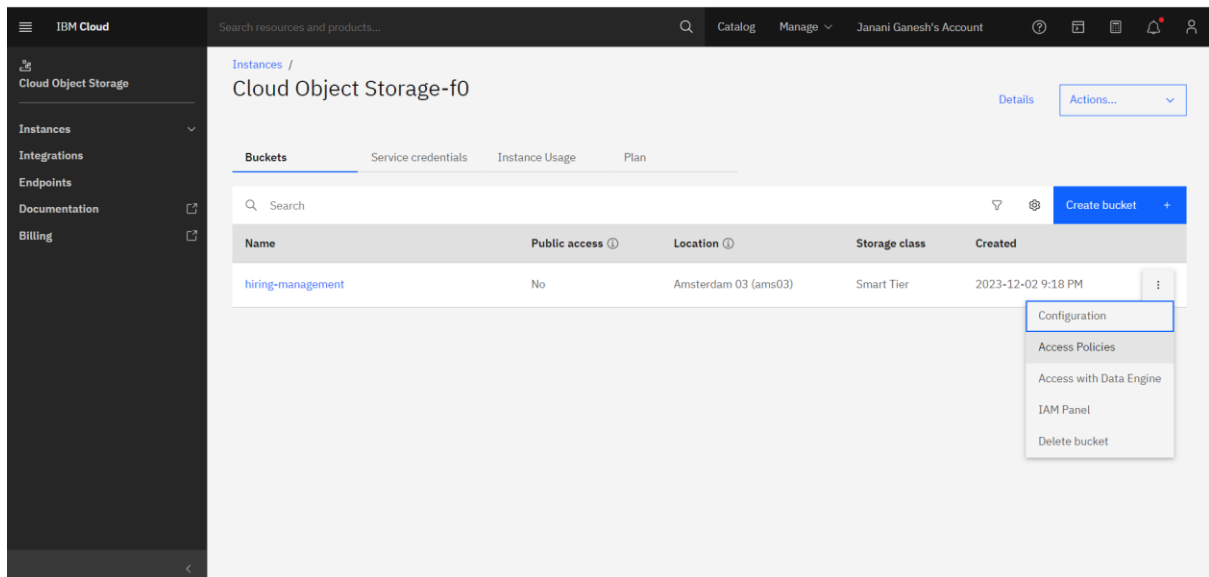 IBM Cloud
Search resources and products...
Catalog
Manage
Janani Ganesh's Account
Cloud Object Storage
Instances
Integrations
Endpoints
Documentation
Billing
Instances /
Cloud Object Storage-f0
Details
Actions...
Buckets
Service credentials
Instance Usage
Plan
Search
Create bucket +
Name
Public access
Location
Storage class
Created
hiring-management
No
Amsterdam 03 (ams03)
Smart Tier
2023-12-02 9:18 PM
Configuration
Access Policies
Access with Data Engine
IAM Panel
Delete bucket